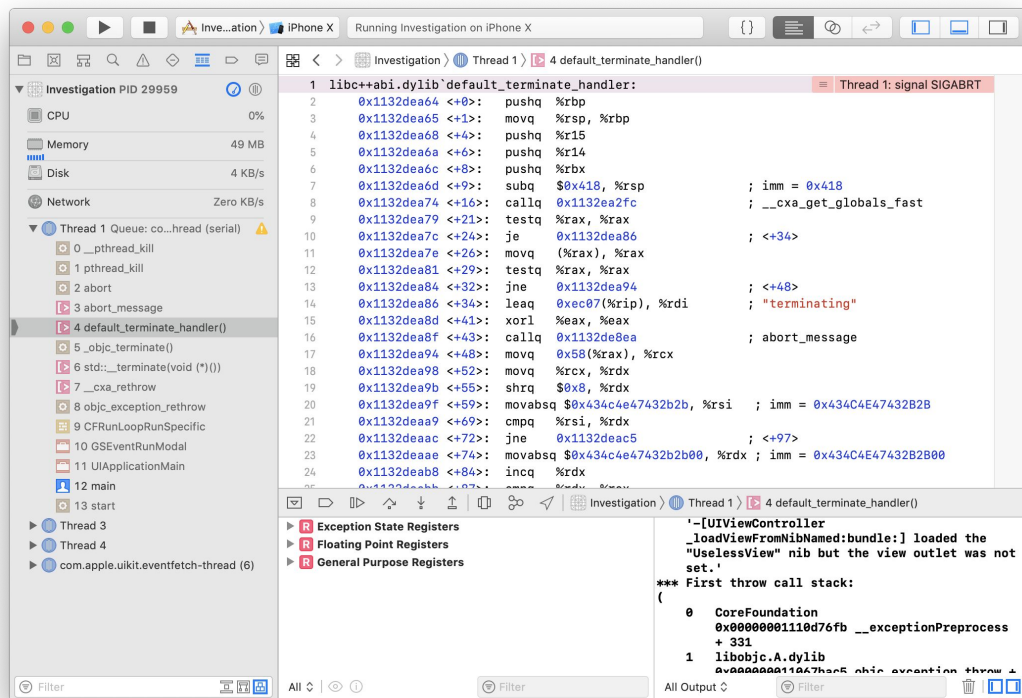 Inve...ation
iPhone X
Running Investigation on iPhone X
Investigation PID 29959
CPU 0%
Memory 49 MB
Disk 4 KB/s
Network Zero KB/s
Thread 1 Queue: co...hread (serial)
0 __pthread_kill
1 pthread_kill
2 abort
3 abort_message
4 default_terminate_handler()
5 _objc_terminate()
6 std::__terminate(void (*)())
7 __cxa_rethrow
8 objc_exception_rethrow
9 CFRunLoopRunSpecific
10 GSEventRunModal
11 UIApplicationMain
12 main
13 start
Thread 3
Thread 4
com.apple.uikit.eventfetch-thread (6)
Filter
Investigation Thread 1 4 default_terminate_handler()
1 libc++abi.dylib`default_terminate_handler: Thread 1: signal SIGABRT
2 0x1132dea64 <+0>: pushq %rbp
3 0x1132dea65 <+1>: movq %rsp, %rbp
4 0x1132dea68 <+4>: pushq %r15
5 0x1132dea6a <+6>: pushq %r14
6 0x1132dea6c <+8>: pushq %rbx
7 0x1132dea6d <+9>: subq $0x418, %rsp ; imm = 0x418
8 0x1132dea74 <+16>: callq 0x1132ea2fc ; __cxa_get_globals_fast
9 0x1132dea79 <+21>: testq %rax, %rax
10 0x1132dea7c <+24>: je 0x1132dea86 ; <+34>
11 0x1132dea7e <+26>: movq (%rax), %rax
12 0x1132dea81 <+29>: testq %rax, %rax
13 0x1132dea84 <+32>: jne 0x1132dea94 ; <+48>
14 0x1132dea86 <+34>: leaq 0xec07(%rip), %rdi ; "terminating"
15 0x1132dea8d <+41>: xorl %eax, %eax
16 0x1132dea8f <+43>: callq 0x1132de8ea ; abort_message
17 0x1132dea94 <+48>: movq 0x58(%rax), %rcx
18 0x1132dea98 <+52>: movq %rcx, %rdx
19 0x1132dea9b <+55>: shrq $0x8, %rdx
20 0x1132dea9f <+59>: movabsq $0x434c4e47432b2b, %rsi ; imm = 0x434C4E47432B2B
21 0x1132deaa9 <+69>: cmpq %rsi, %rdx
22 0x1132deaac <+72>: jne 0x1132deac5 ; <+97>
23 0x1132deaae <+74>: movabsq $0x434c4e47432b2b00, %rdx ; imm = 0x434C4E47432B2B00
24 0x1132deab8 <+84>: incq %rdx
Investigation Thread 1 4 default_terminate_handler()
R Exception State Registers
R Floating Point Registers
R General Purpose Registers
All
Filter
'-[UIViewController
_loadViewFromNibNamed:bundle:] loaded the
"UselessView" nib but the view outlet was not
set.'
*** First throw call stack:
(
0 CoreFoundation
0x00000001110d76fb __exceptionPreprocess
+ 331
1 libobjc.A.dylib
0x000000011067bac5 objc_exception_throw +
All Output
Filter